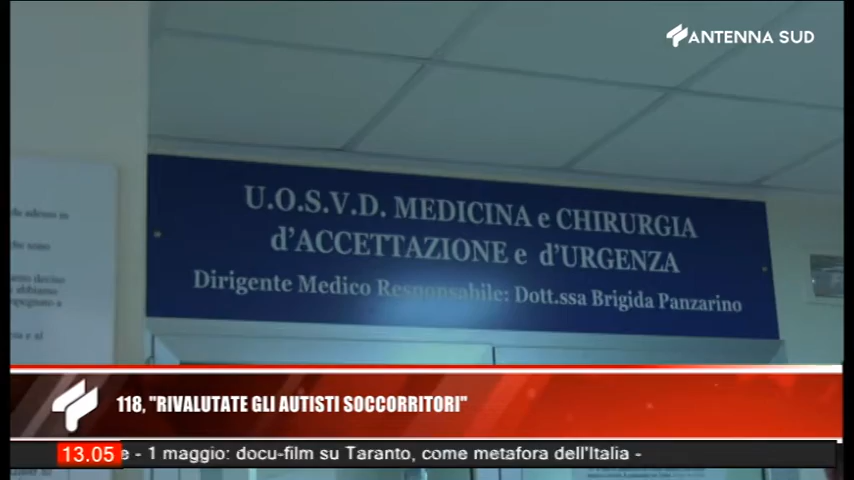 ANTENNA SUD
U.O.S.V.D. MEDICINA e CHIRURGIA
d'ACCETTAZIONE e d'URGENZA
Dirigente Medico Responsabile: Dott.ssa Brigida Panzarino
118, "RIVALUTATE GLI AUTISTI SOCCORRITORI"
13.05 e - 1 maggio: docu-film su Taranto, come metafora dell'Italia -